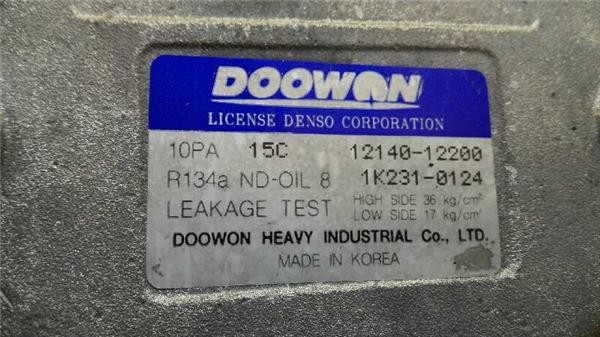 DOOWON
LICENSE DENSO CORPORATION
10PA 15C 12140-12200
R134a ND-OIL 8 1K231-0124
LEAKAGE TEST HIGH SIDE 36 kg/cm²
LOW SIDE 17 kg/cm²
DOOWON HEAVY INDUSTRIAL Co., LTD.
MADE IN KOREA